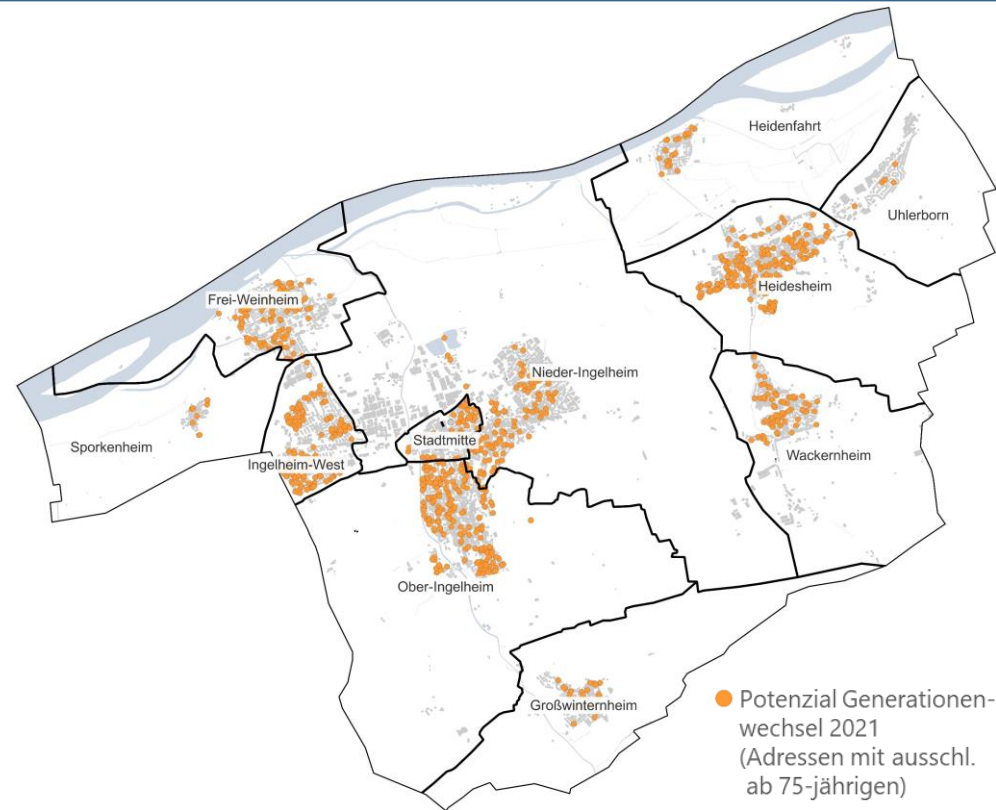 Heidenfahrt
Uhlerborn
Heidesheim
Frei-Weinheim
Nieder-Ingelheim
Stadtmitte
Sporkenheim
Ingelheim-West
Wackernheim
Ober-Ingelheim
Großwinternheim
Potenzial Generationen-
wechsel 2021
(Adressen mit ausschl.
ab 75-jährigen)